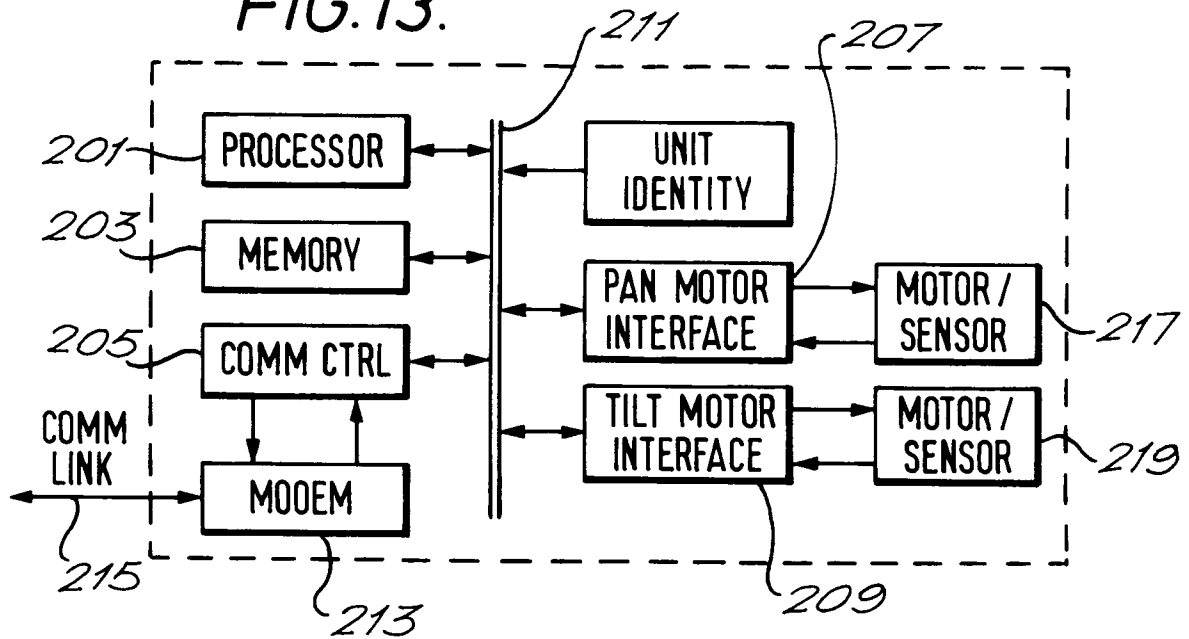 FIG.13.
211
207
201
PROCESSOR
UNIT
IDENTITY
203
MEMORY
PAN MOTOR
INTERFACE
MOTOR /
SENSOR
217
205
COMM CTRL
TILT MOTOR
INTERFACE
MOTOR /
SENSOR
219
COMM
LINK
MOOEM
215
213
209